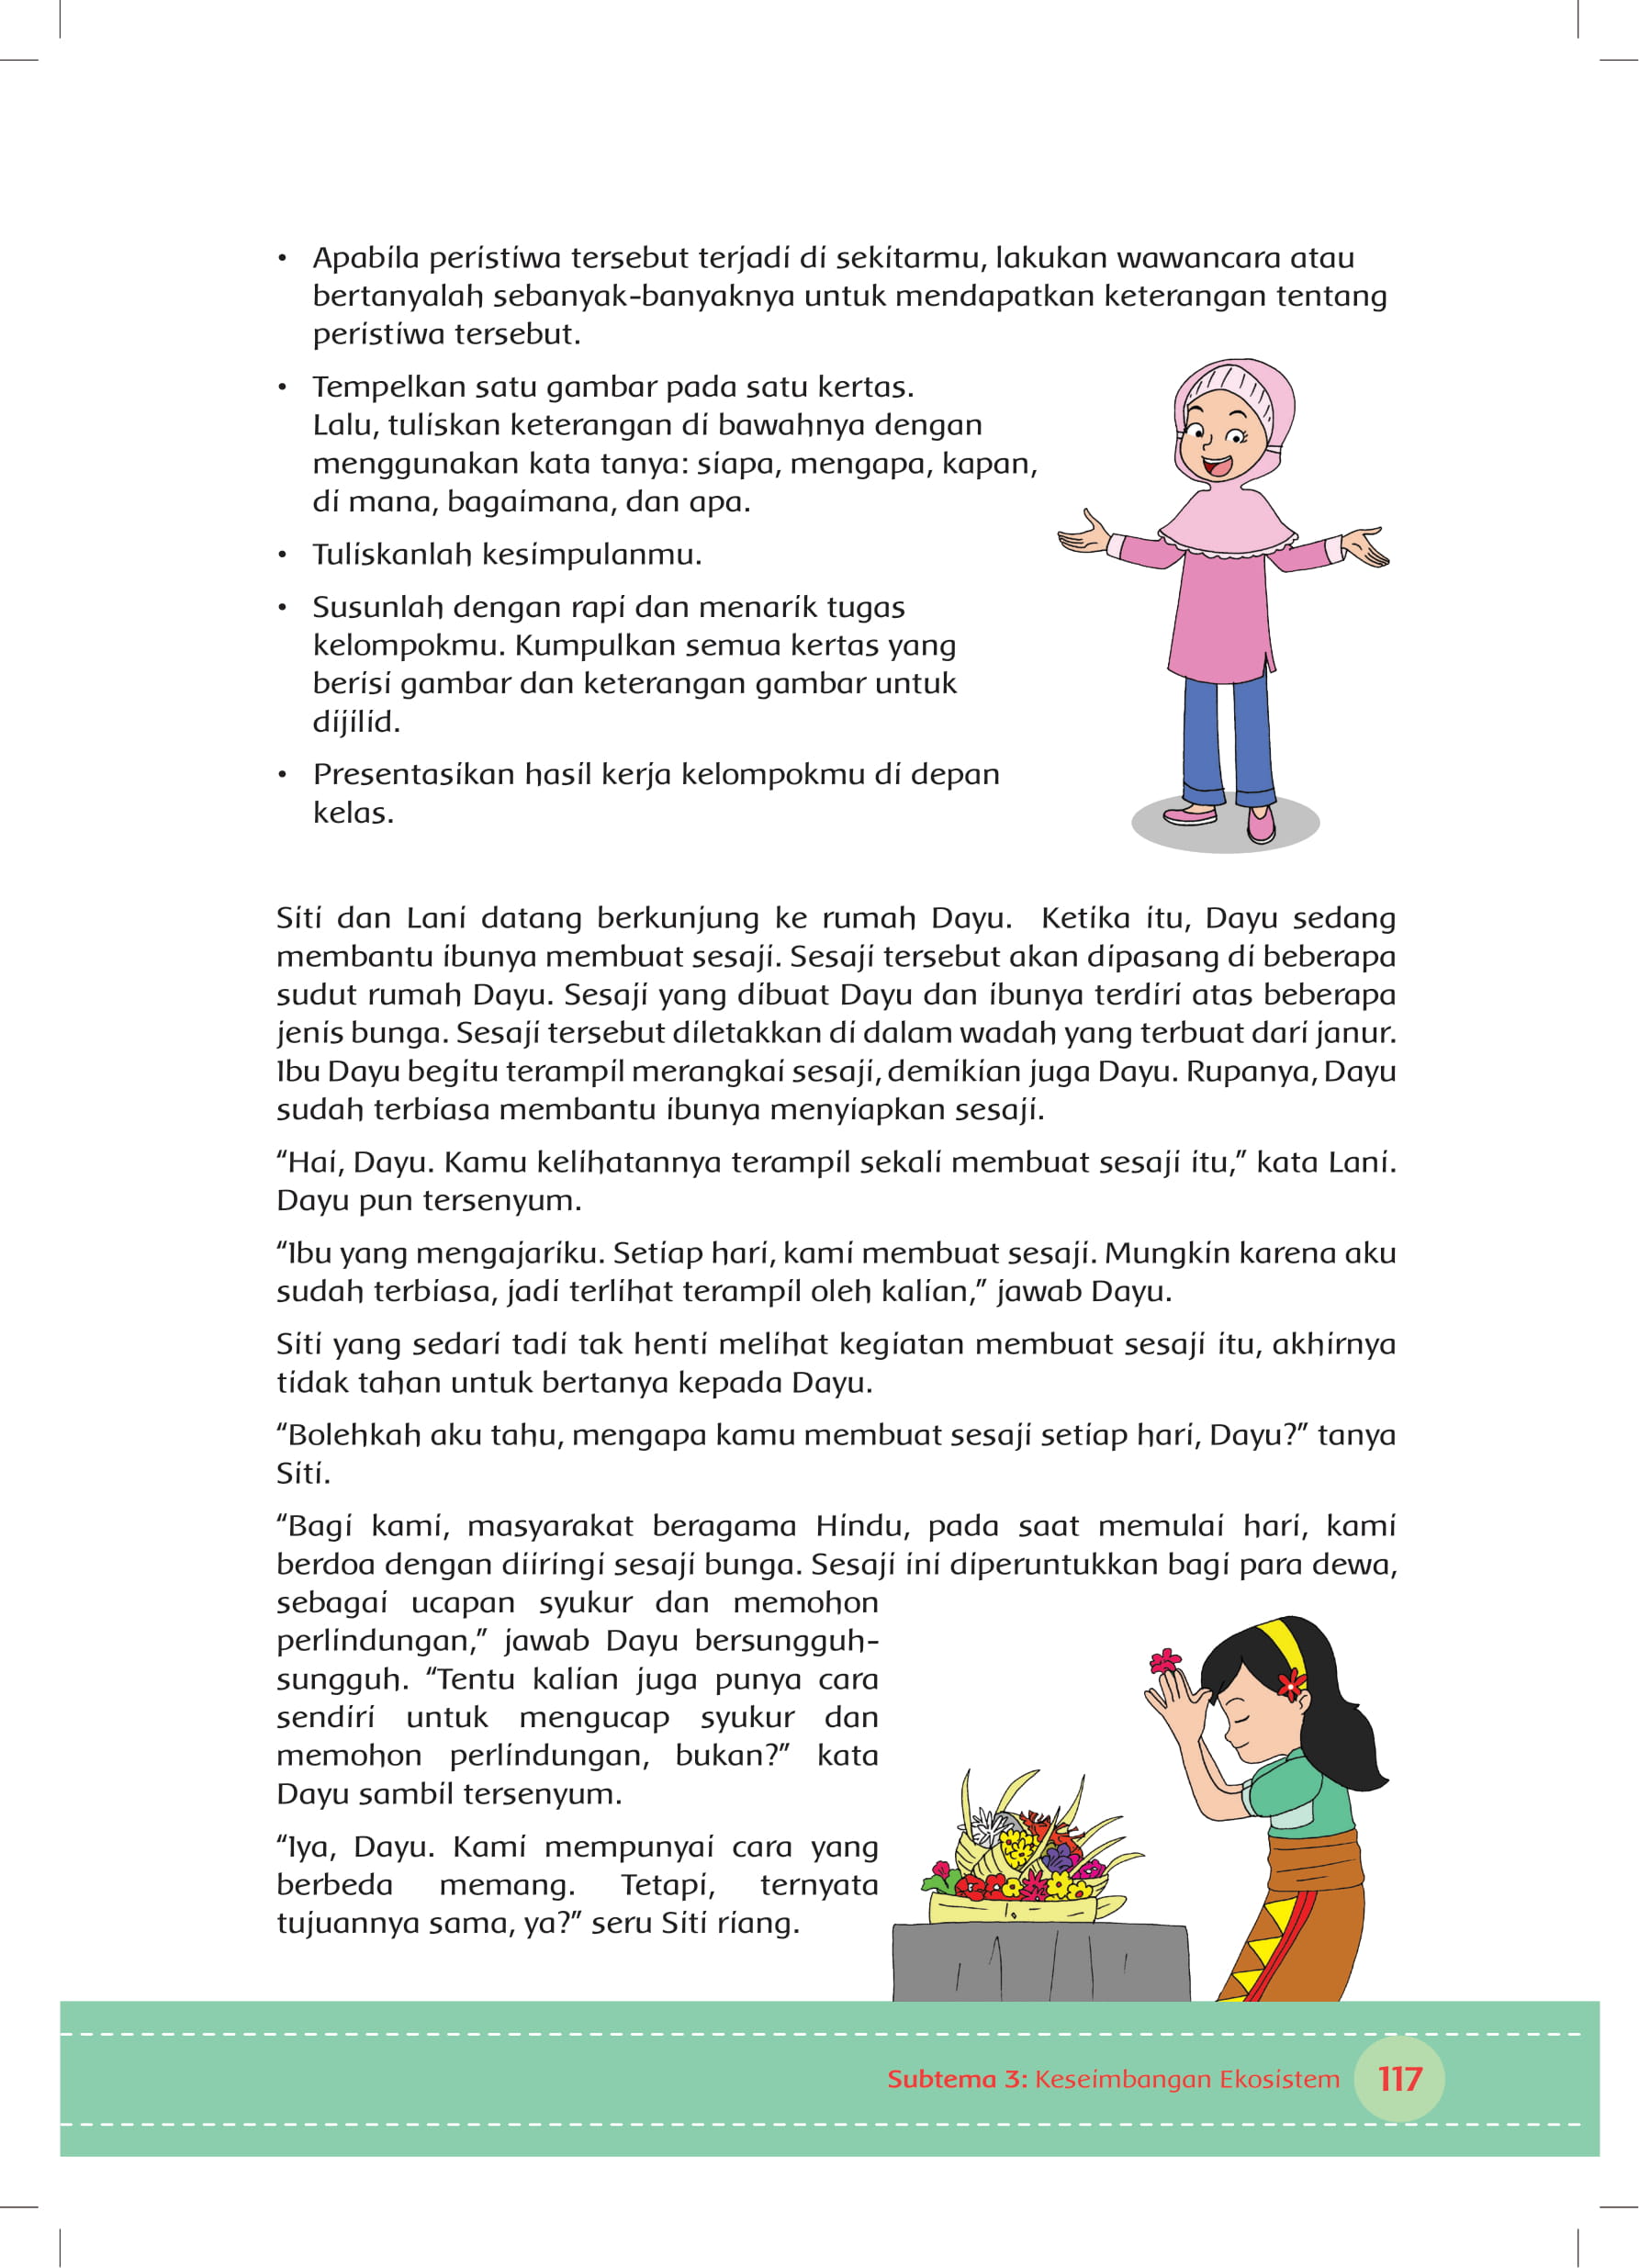 • Apabila peristiwa tersebut terjadi di sekitarmu, lakukan wawancara atau
bertanyalah sebanyak-banyaknya untuk mendapatkan keterangan tentang
peristiwa tersebut.
• Tempelkan satu gambar pada satu kertas.
Lalu, tuliskan keterangan di bawahnya dengan
menggunakan kata tanya: siapa, mengapa, kapan,
di mana, bagaimana, dan apa.
• Tuliskanlah kesimpulanmu.
• Susunlah dengan rapi dan menarik tugas
kelompokmu. Kumpulkan semua kertas yang
berisi gambar dan keterangan gambar untuk
dijilid.
• Presentasikan hasil kerja kelompokmu di depan
kelas.
Siti dan Lani datang berkunjung ke rumah Dayu. Ketika itu, Dayu sedang
membantu ibunya membuat sesaji. Sesaji tersebut akan dipasang di beberapa
sudut rumah Dayu. Sesaji yang dibuat Dayu dan ibunya terdiri atas beberapa
jenis bunga. Sesaji tersebut diletakkan di dalam wadah yang terbuat dari janur.
Ibu Dayu begitu terampil merangkai sesaji, demikian juga Dayu. Rupanya, Dayu
sudah terbiasa membantu ibunya menyiapkan sesaji.
“Hai, Dayu. Kamu kelihatannya terampil sekali membuat sesaji itu,” kata Lani.
Dayu pun tersenyum.
“Ibu yang mengajariku. Setiap hari, kami membuat sesaji. Mungkin karena aku
sudah terbiasa, jadi terlihat terampil oleh kalian,” jawab Dayu.
Siti yang sedari tadi tak henti melihat kegiatan membuat sesaji itu, akhirnya
tidak tahan untuk bertanya kepada Dayu.
“Bolehkah aku tahu, mengapa kamu membuat sesaji setiap hari, Dayu?” tanya
Siti.
“Bagi kami, masyarakat beragama Hindu, pada saat memulai hari, kami
berdoa dengan diiringi sesaji bunga. Sesaji ini diperuntukkan bagi para dewa,
sebagai ucapan syukur dan memohon
perlindungan,” jawab Dayu bersungguh-
sungguh. “Tentu kalian juga punya cara
sendiri untuk mengucap syukur dan
memohon perlindungan, bukan?” kata
Dayu sambil tersenyum.
“Iya, Dayu. Kami mempunyai cara yang
berbeda memang. Tetapi, ternyata
tujuannya sama, ya?” seru Siti riang.
Subtema 3: Keseimbangan Ekosistem 117